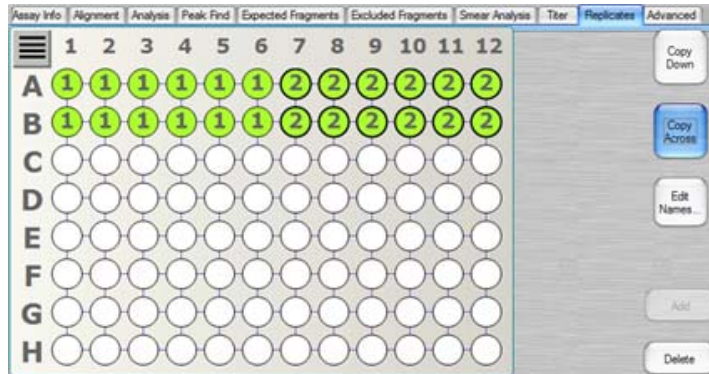 Assay Info Alignment Analysis Peak Find Expected Fragments Excluded Fragments Smear Analysis Titer Replicates Advanced
1 2 3 4 5 6 7 8 9 10 11 12
A 1 1 1 1 1 1 2 2 2 2 2 2
B 1 1 1 1 1 1 2 2 2 2 2 2
C
D
E
F
G
H
Copy
Down
Copy
Across
Edit
Names...
Add
Delete